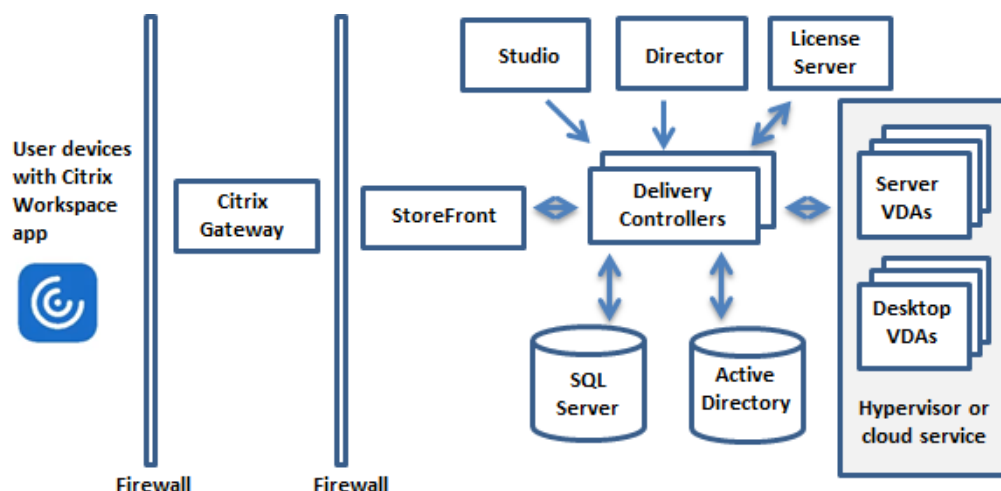 User devices
with Citrix
Workspace
app
Citrix
Gateway
StoreFront
Studio
Director
License
Server
Delivery
Controllers
SQL
Server
Active
Directory
Server
VDAs
Desktop
VDAs
Hypervisor or
cloud service
Firewall
Firewall